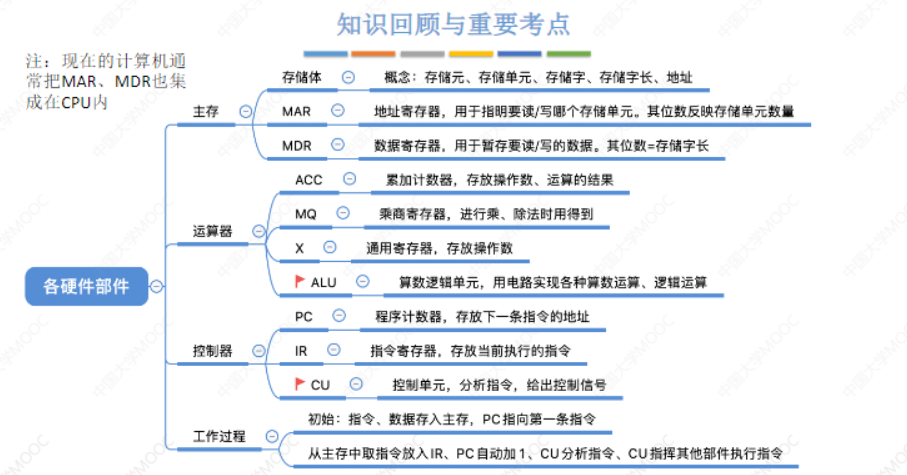 知识回顾与重要考点
注：现在的计算机通
常把MAR、MDR也集
成在CPU内
各硬件部件
主存
存储体
概念：存储元、存储单元、存储字、存储字长、地址
MAR
地址寄存器，用于指明要读/写哪个存储单元。其位数反映存储单元数量
MDR
数据寄存器，用于暂存要读/写的数据。其位数=存储字长
运算器
ACC
累加计数器，存放操作数、运算的结果
MQ
乘商寄存器，进行乘、除法时用得到
X
通用寄存器，存放操作数
ALU
算数逻辑单元，用电路实现各种算数运算、逻辑运算
控制器
PC
程序计数器，存放下一条指令的地址
IR
指令寄存器，存放当前执行的指令
CU
控制单元，分析指令，给出控制信号
工作过程
初始：指令、数据存入主存，PC指向第一条指令
从主存中取指令放入IR、PC自动加1、CU分析指令、CU指挥其他部件执行指令
中国大学MOOC